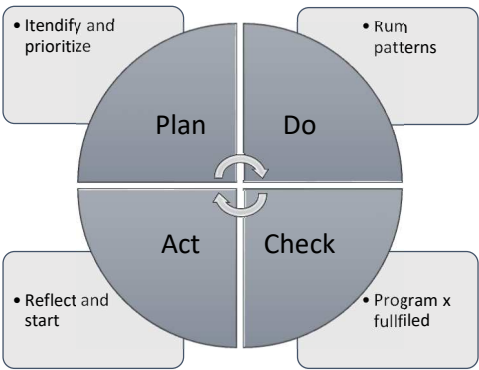 • Itendify and
prioritize
• Rum
patterns
Plan
Do
Act
Check
• Reflect and
start
• Program x
fullfiled